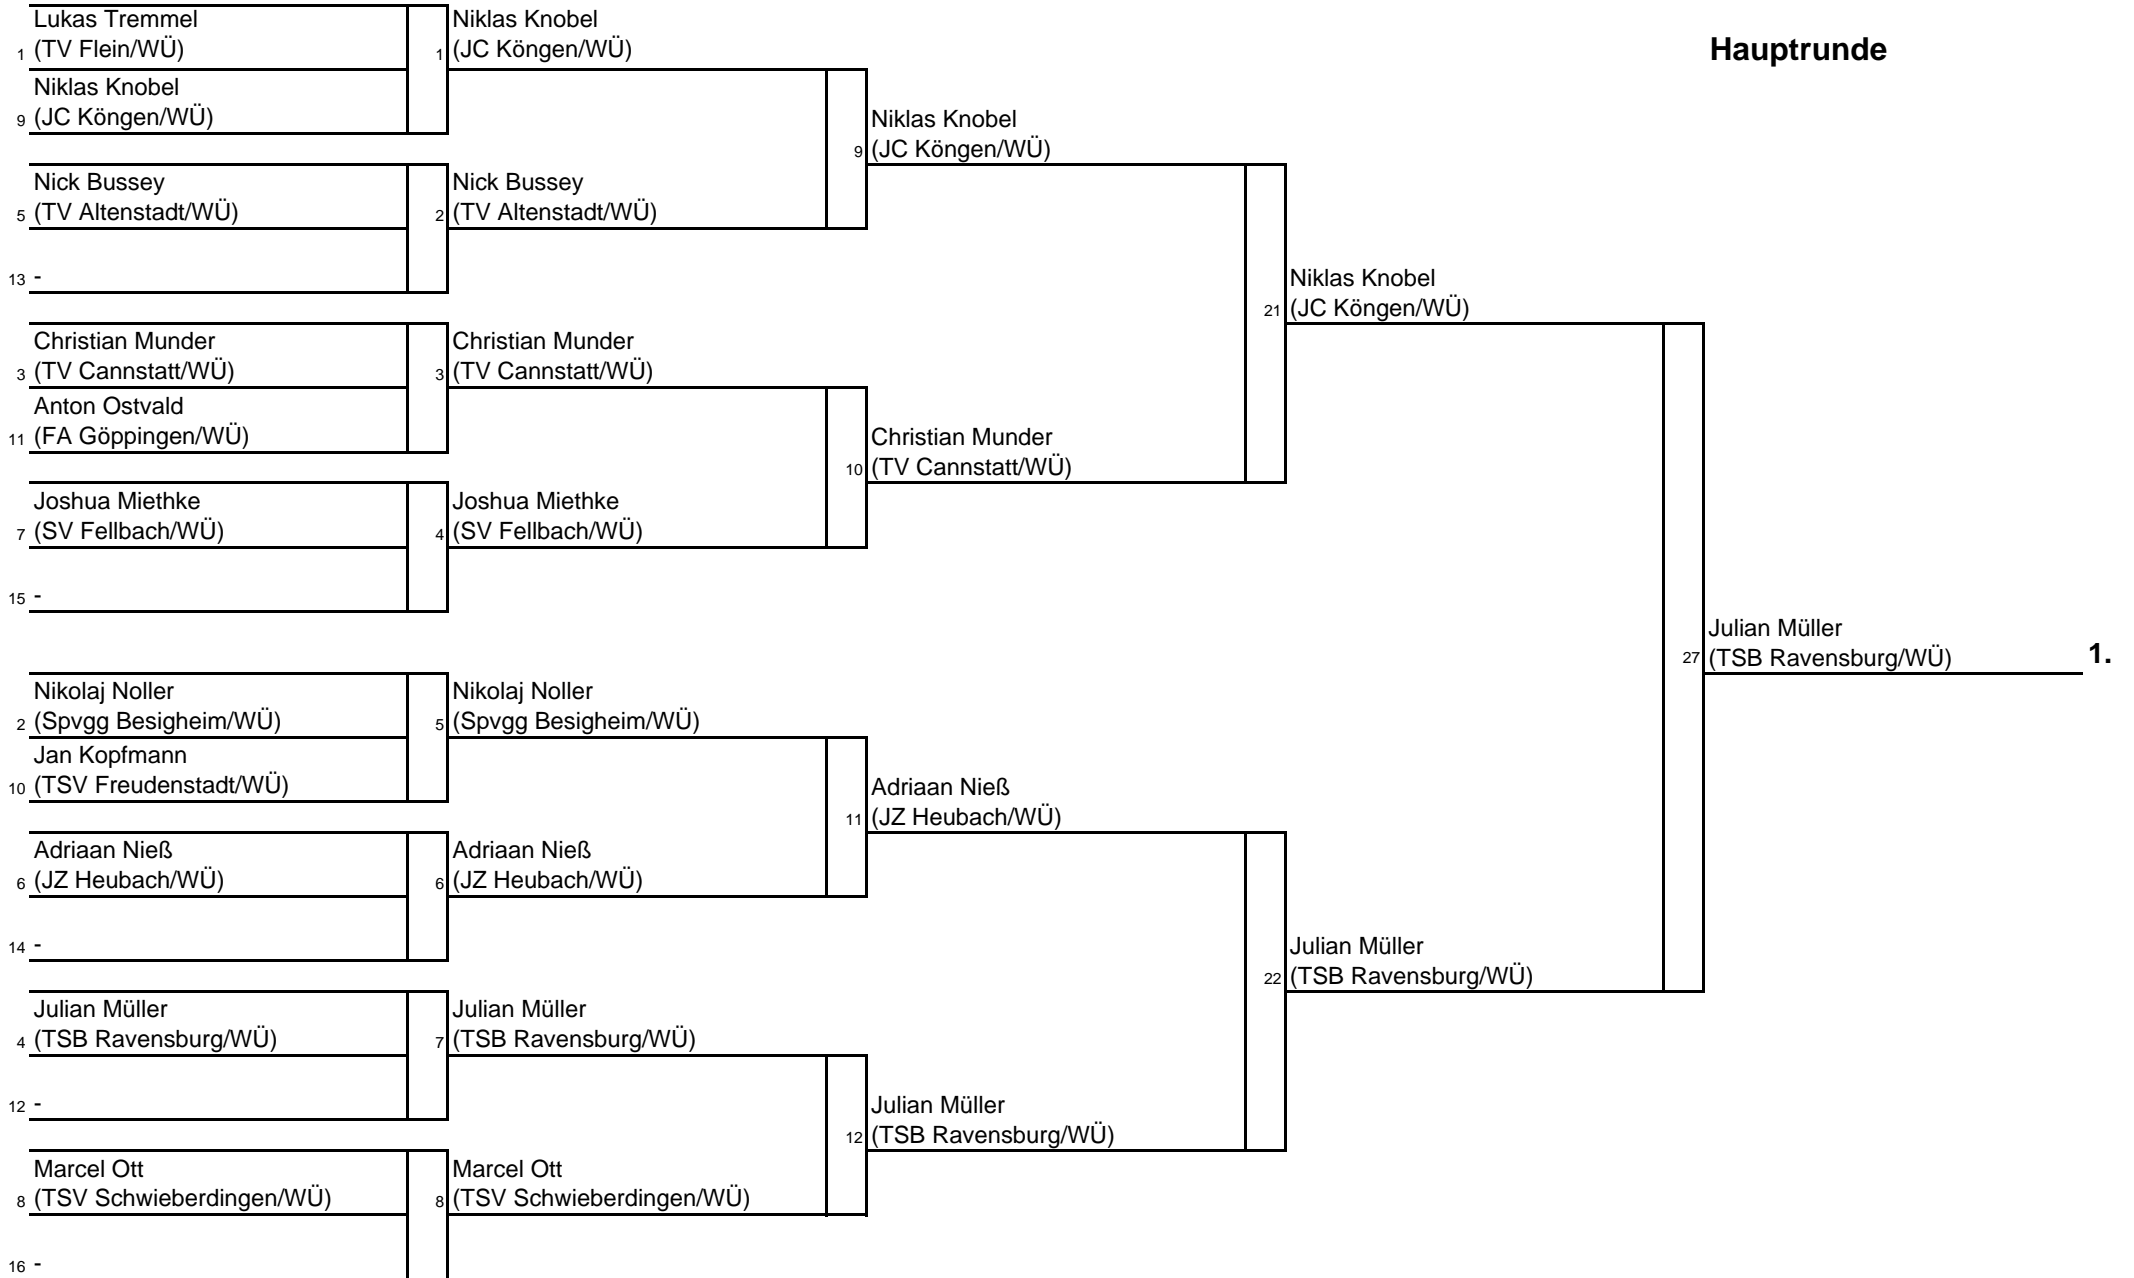 Hauptrunde
Lukas Tremmel
1 (TV Flein/WÜ)
Niklas Knobel
9 (JC Köngen/WÜ)
Nick Bussey
5 (TV Altenstadt/WÜ)
13 -
Christian Munder
3 (TV Cannstatt/WÜ)
Anton Ostvald
11 (FA Göppingen/WÜ)
Joshua Miethke
7 (SV Fellbach/WÜ)
15 -
Nikolaj Noller
2 (Spvgg Besigheim/WÜ)
Jan Kopfmann
10 (TSV Freudenstadt/WÜ)
Adriaan Nieß
6 (JZ Heubach/WÜ)
14 -
Julian Müller
4 (TSB Ravensburg/WÜ)
12 -
Marcel Ott
8 (TSV Schwieberdingen/WÜ)
16 -
Niklas Knobel
1 (JC Köngen/WÜ)
Nick Bussey
2 (TV Altenstadt/WÜ)
Christian Munder
3 (TV Cannstatt/WÜ)
Joshua Miethke
4 (SV Fellbach/WÜ)
Nikolaj Noller
5 (Spvgg Besigheim/WÜ)
Adriaan Nieß
6 (JZ Heubach/WÜ)
Julian Müller
7 (TSB Ravensburg/WÜ)
Marcel Ott
8 (TSV Schwieberdingen/WÜ)
Niklas Knobel
9 (JC Köngen/WÜ)
Christian Munder
10 (TV Cannstatt/WÜ)
Adriaan Nieß
11 (JZ Heubach/WÜ)
Julian Müller
12 (TSB Ravensburg/WÜ)
Niklas Knobel
21 (JC Köngen/WÜ)
Julian Müller
22 (TSB Ravensburg/WÜ)
Julian Müller
27 (TSB Ravensburg/WÜ) 1.